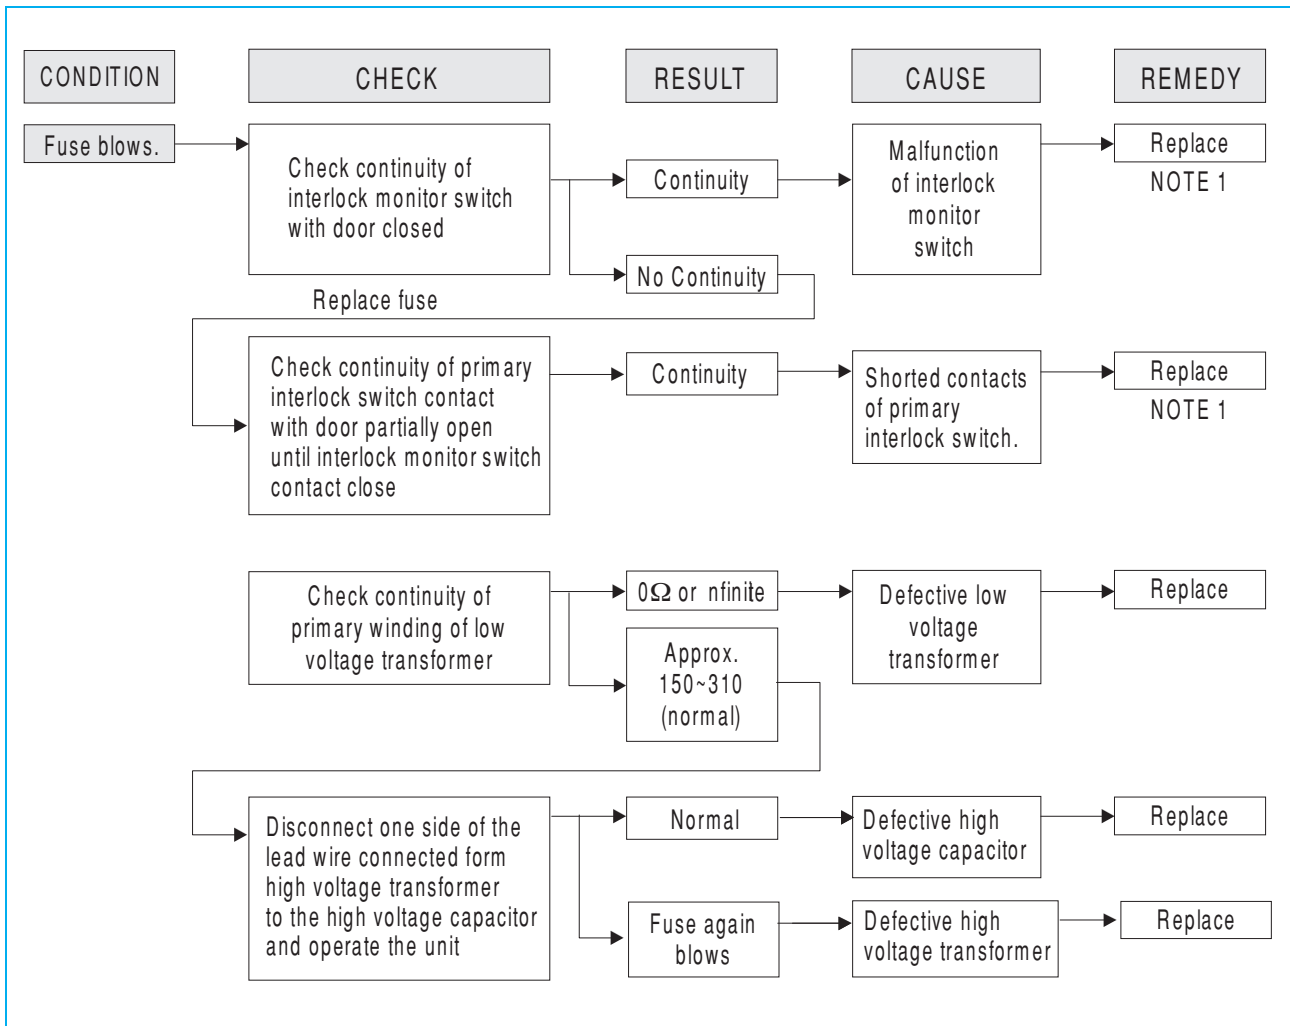 CONDITION
CHECK
RESULT
CAUSE
REMEDY
Fuse blows.
Check continuity of
interlock monitor switch
with door closed
Continuity
Malfunction
of interlock
monitor
switch
Replace
NOTE 1
No Continuity
Replace fuse
Check continuity of primary
interlock switch contact
with door partially open
until interlock monitor switch
contact close
Continuity
Shorted contacts
of primary
interlock switch.
Replace
NOTE 1
Check continuity of
primary winding of low
voltage transformer
0Ω or nfinite
Defective low
voltage
transformer
Replace
Approx.
150~310
(normal)
Disconnect one side of the
lead wire connected form
high voltage transformer
to the high voltage capacitor
and operate the unit
Normal
Defective high
voltage capacitor
Replace
Fuse again
blows
Defective high
voltage transformer
Replace